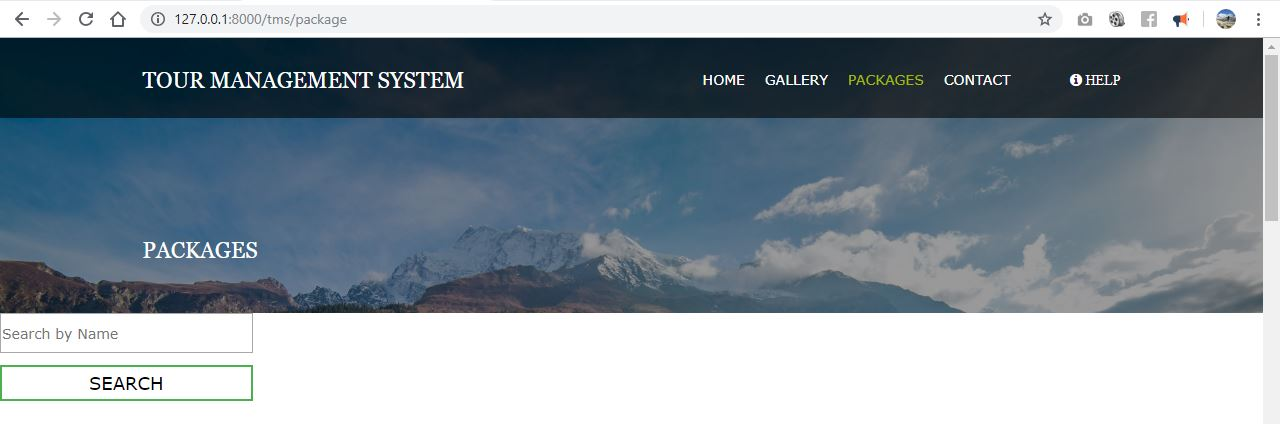 127.0.0.1:8000/tms/package
TOUR MANAGEMENT SYSTEM
HOME GALLERY PACKAGES CONTACT HELP
PACKAGES
Search by Name
SEARCH